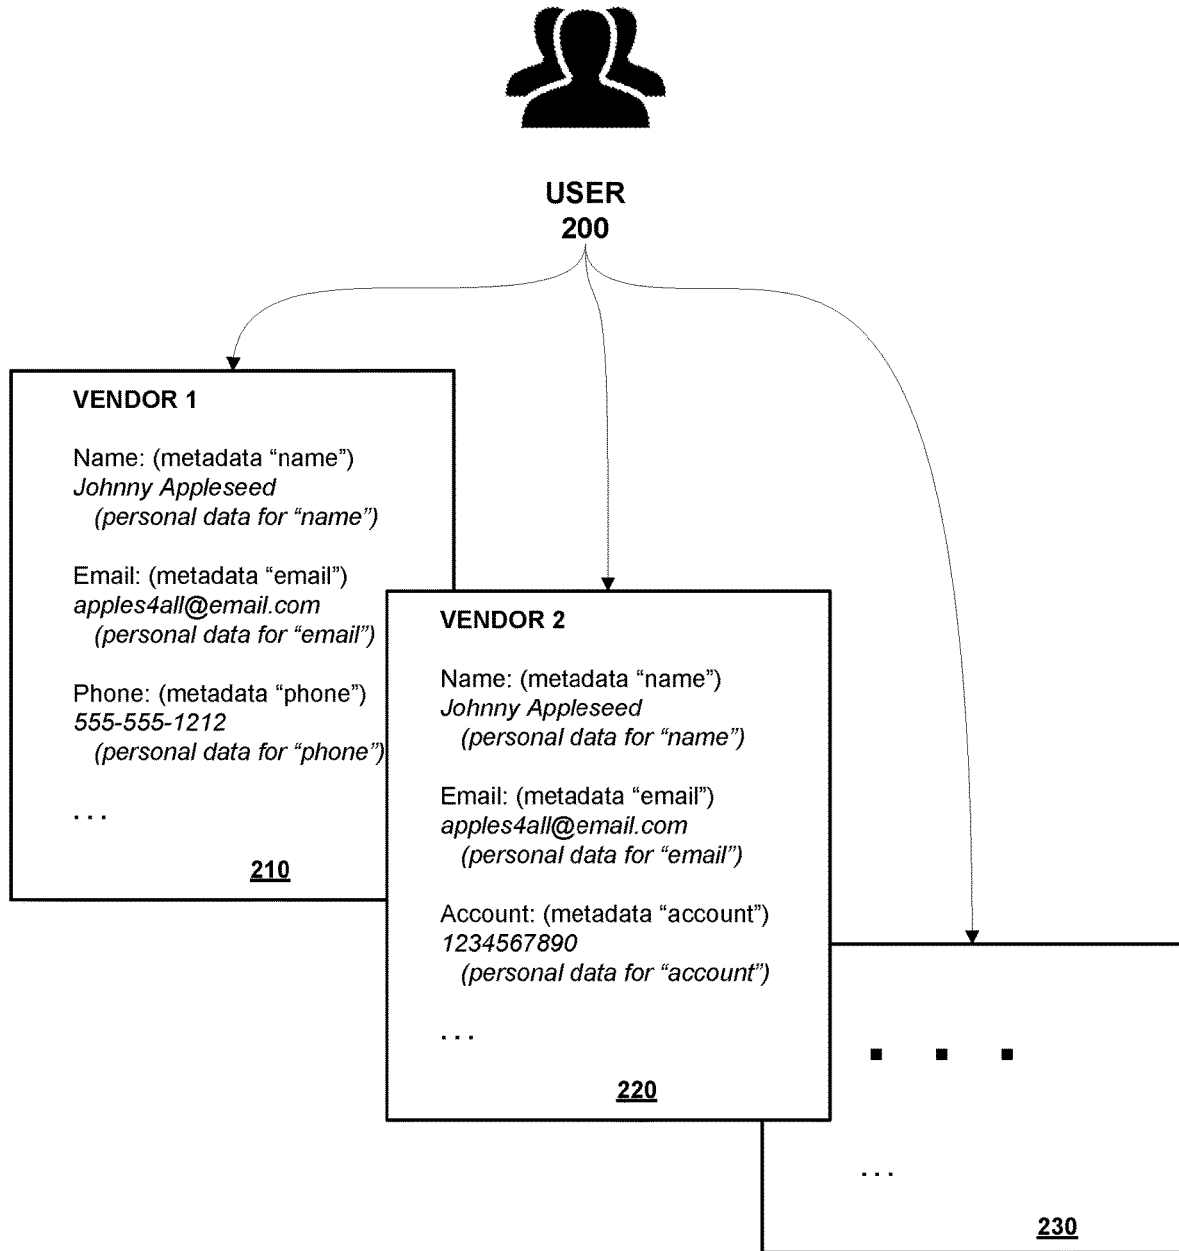 USER
200
VENDOR 1
Name: (metadata “name”)
Johnny Appleseed
(personal data for “name”)
Email: (metadata “email”)
apples4all@email.com
(personal data for “email”)
Phone: (metadata “phone”)
555-555-1212
(personal data for “phone”)
. . .
210
VENDOR 2
Name: (metadata “name”)
Johnny Appleseed
(personal data for “name”)
Email: (metadata “email”)
apples4all@email.com
(personal data for “email”)
Account: (metadata “account”)
1234567890
(personal data for “account”)
. . .
220
. . .
. . .
230